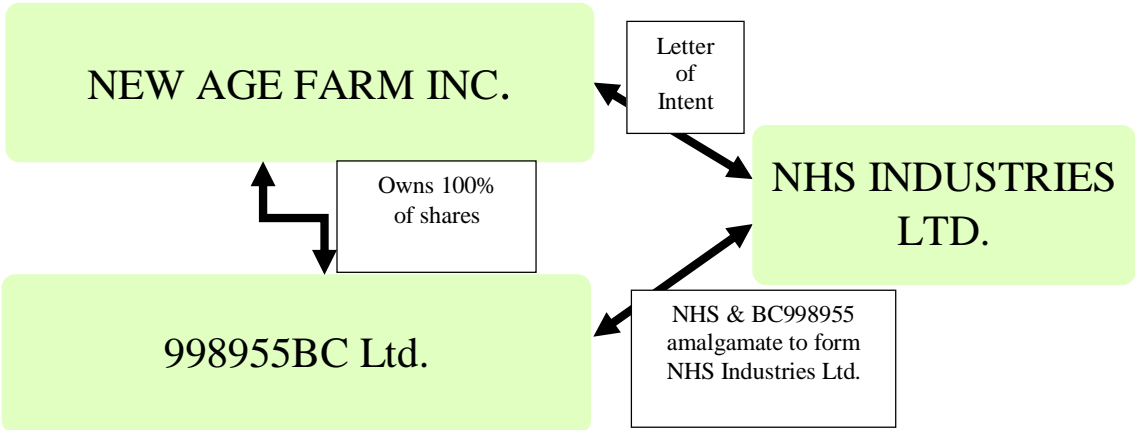 NEW AGE FARM INC.
Letter
of
Intent
NHS INDUSTRIES
LTD.
Owns 100%
of shares
998955BC Ltd.
NHS & BC998955
amalgamate to form
NHS Industries Ltd.